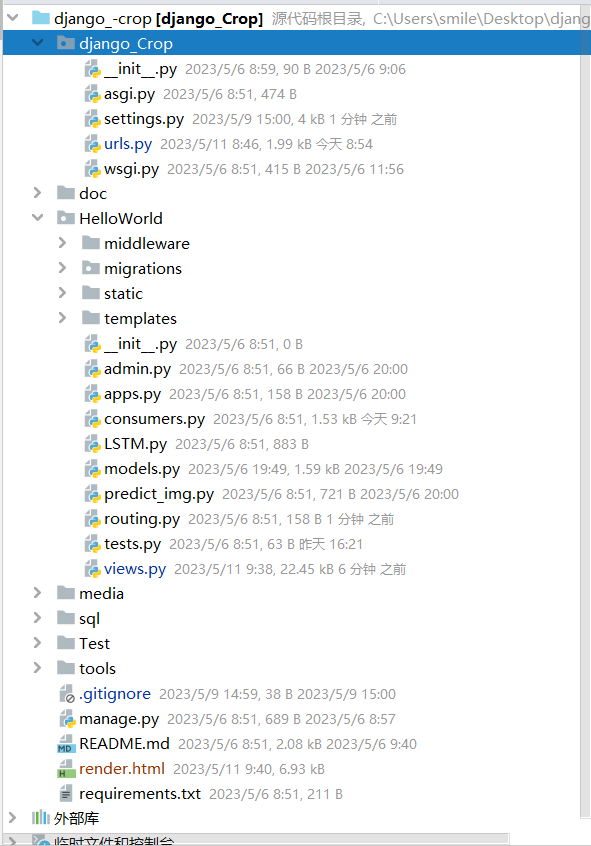 django_-crop [django_Crop] 源代码根目录, C:\Users\smile\Desktop\djang
django_Crop
__init__.py 2023/5/6 8:59, 90 B 2023/5/6 9:06
asgi.py 2023/5/6 8:51, 474 B
settings.py 2023/5/9 15:00, 4 kB 1 分钟 之前
urls.py 2023/5/11 8:46, 1.99 kB 今天 8:54
wsgi.py 2023/5/6 8:51, 415 B 2023/5/6 11:56
doc
HelloWorld
middleware
migrations
static
templates
__init__.py 2023/5/6 8:51, 0 B
admin.py 2023/5/6 8:51, 66 B 2023/5/6 20:00
apps.py 2023/5/6 8:51, 158 B 2023/5/6 20:00
consumers.py 2023/5/6 8:51, 1.53 kB 今天 9:21
LSTM.py 2023/5/6 8:51, 883 B
models.py 2023/5/6 19:49, 1.59 kB 2023/5/6 19:49
predict_img.py 2023/5/6 8:51, 721 B 2023/5/6 20:00
routing.py 2023/5/6 8:51, 158 B 1 分钟 之前
tests.py 2023/5/6 8:51, 63 B 昨天 16:21
views.py 2023/5/11 9:38, 22.45 kB 6 分钟 之前
media
sql
Test
tools
.gitignore 2023/5/9 14:59, 38 B 2023/5/9 15:00
manage.py 2023/5/6 8:51, 689 B 2023/5/6 8:57
MD README.md 2023/5/6 8:51, 2.08 kB 2023/5/6 9:40
H render.html 2023/5/11 9:40, 6.93 kB
requirements.txt 2023/5/6 8:51, 211 B
外部库
临时文件和控制台